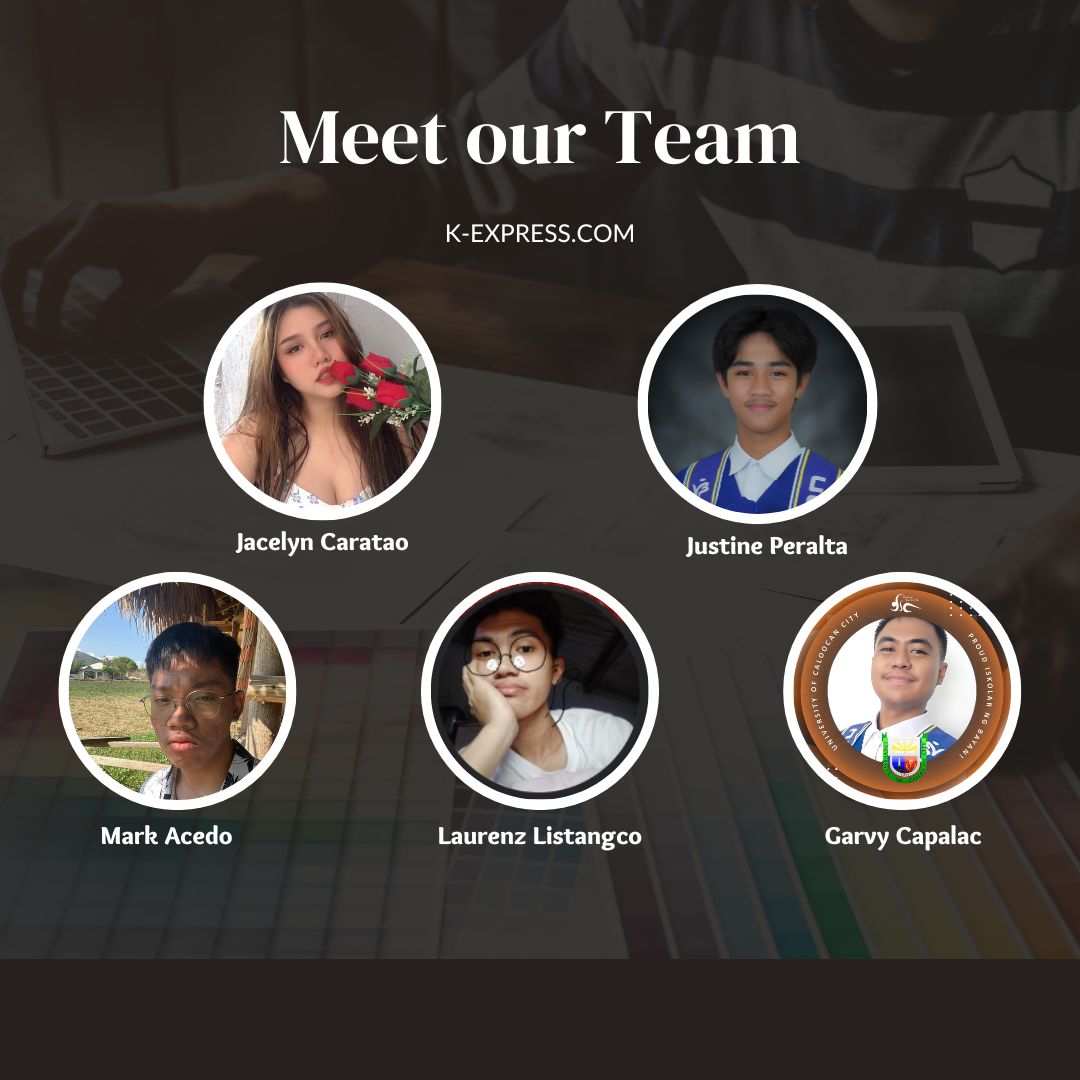 Meet our Team
K-EXPRESS.COM
Jacelyn Caratao
Justine Peralta
UNIVERSITY OF CALOOCAN CITY
PROUD ISKOLAR NG BAYAN!
Mark Acedo
Laurenz Listangco
Garvy Capalac